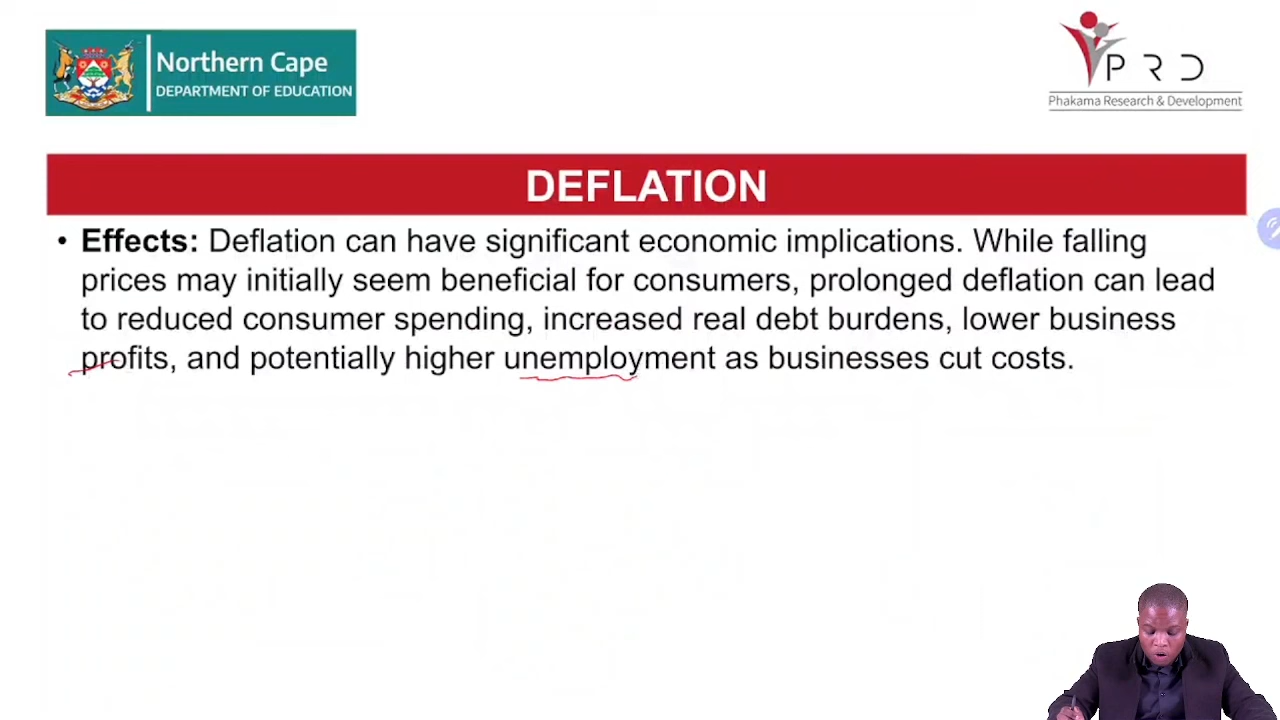 Northern Cape
DEPARTMENT OF EDUCATION
P R D
Phakama Research & Development
DEFLATION
• Effects: Deflation can have significant economic implications. While falling
prices may initially seem beneficial for consumers, prolonged deflation can lead
to reduced consumer spending, increased real debt burdens, lower business
profits, and potentially higher unemployment as businesses cut costs.